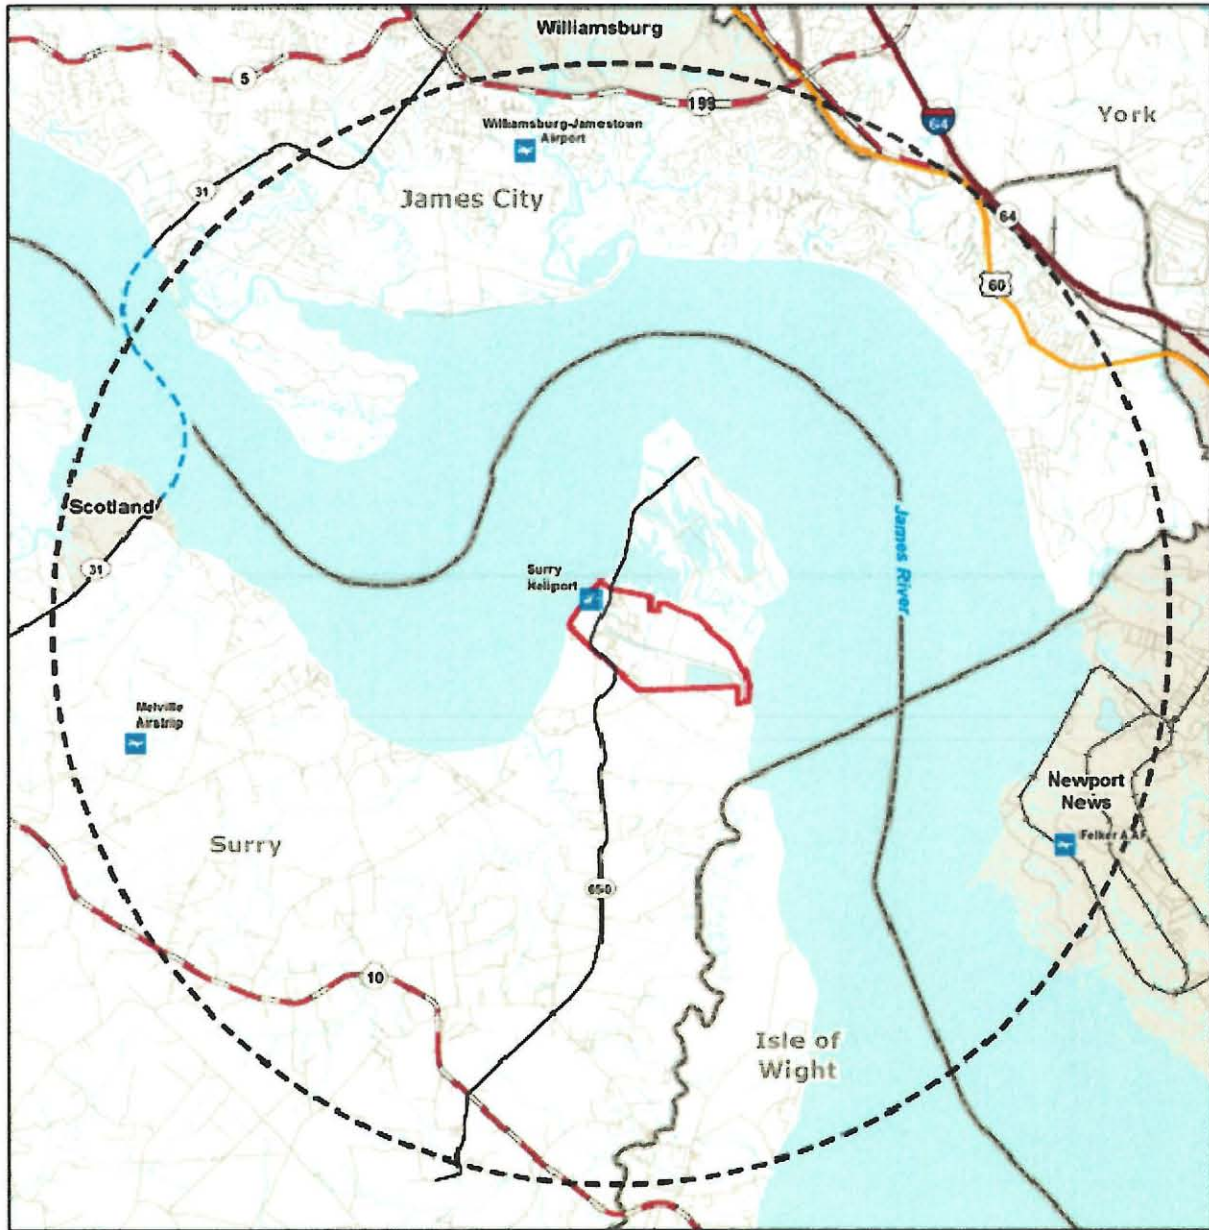 Williamsburg
5
199
64
York
Williamsburg-Jamestown
Airport
31
James City
64
60
Scotland
James River
31
Surry
Heliport
Melville
Airstrip
Newport
News
Felker AAF
Surry
650
10
Isle of
Wight